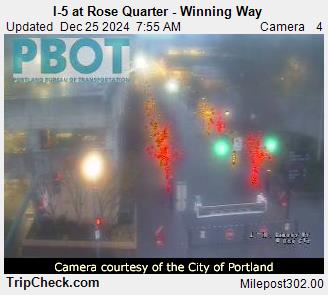 I-5 at Rose Quarter - Winning Way
Updated Dec 25 2024 7:55 AM Camera 4
PBOT
PORTLAND BUREAU OF TRANSPORTATION
Camera courtesy of the City of Portland
TripCheck.com Milepost302.00